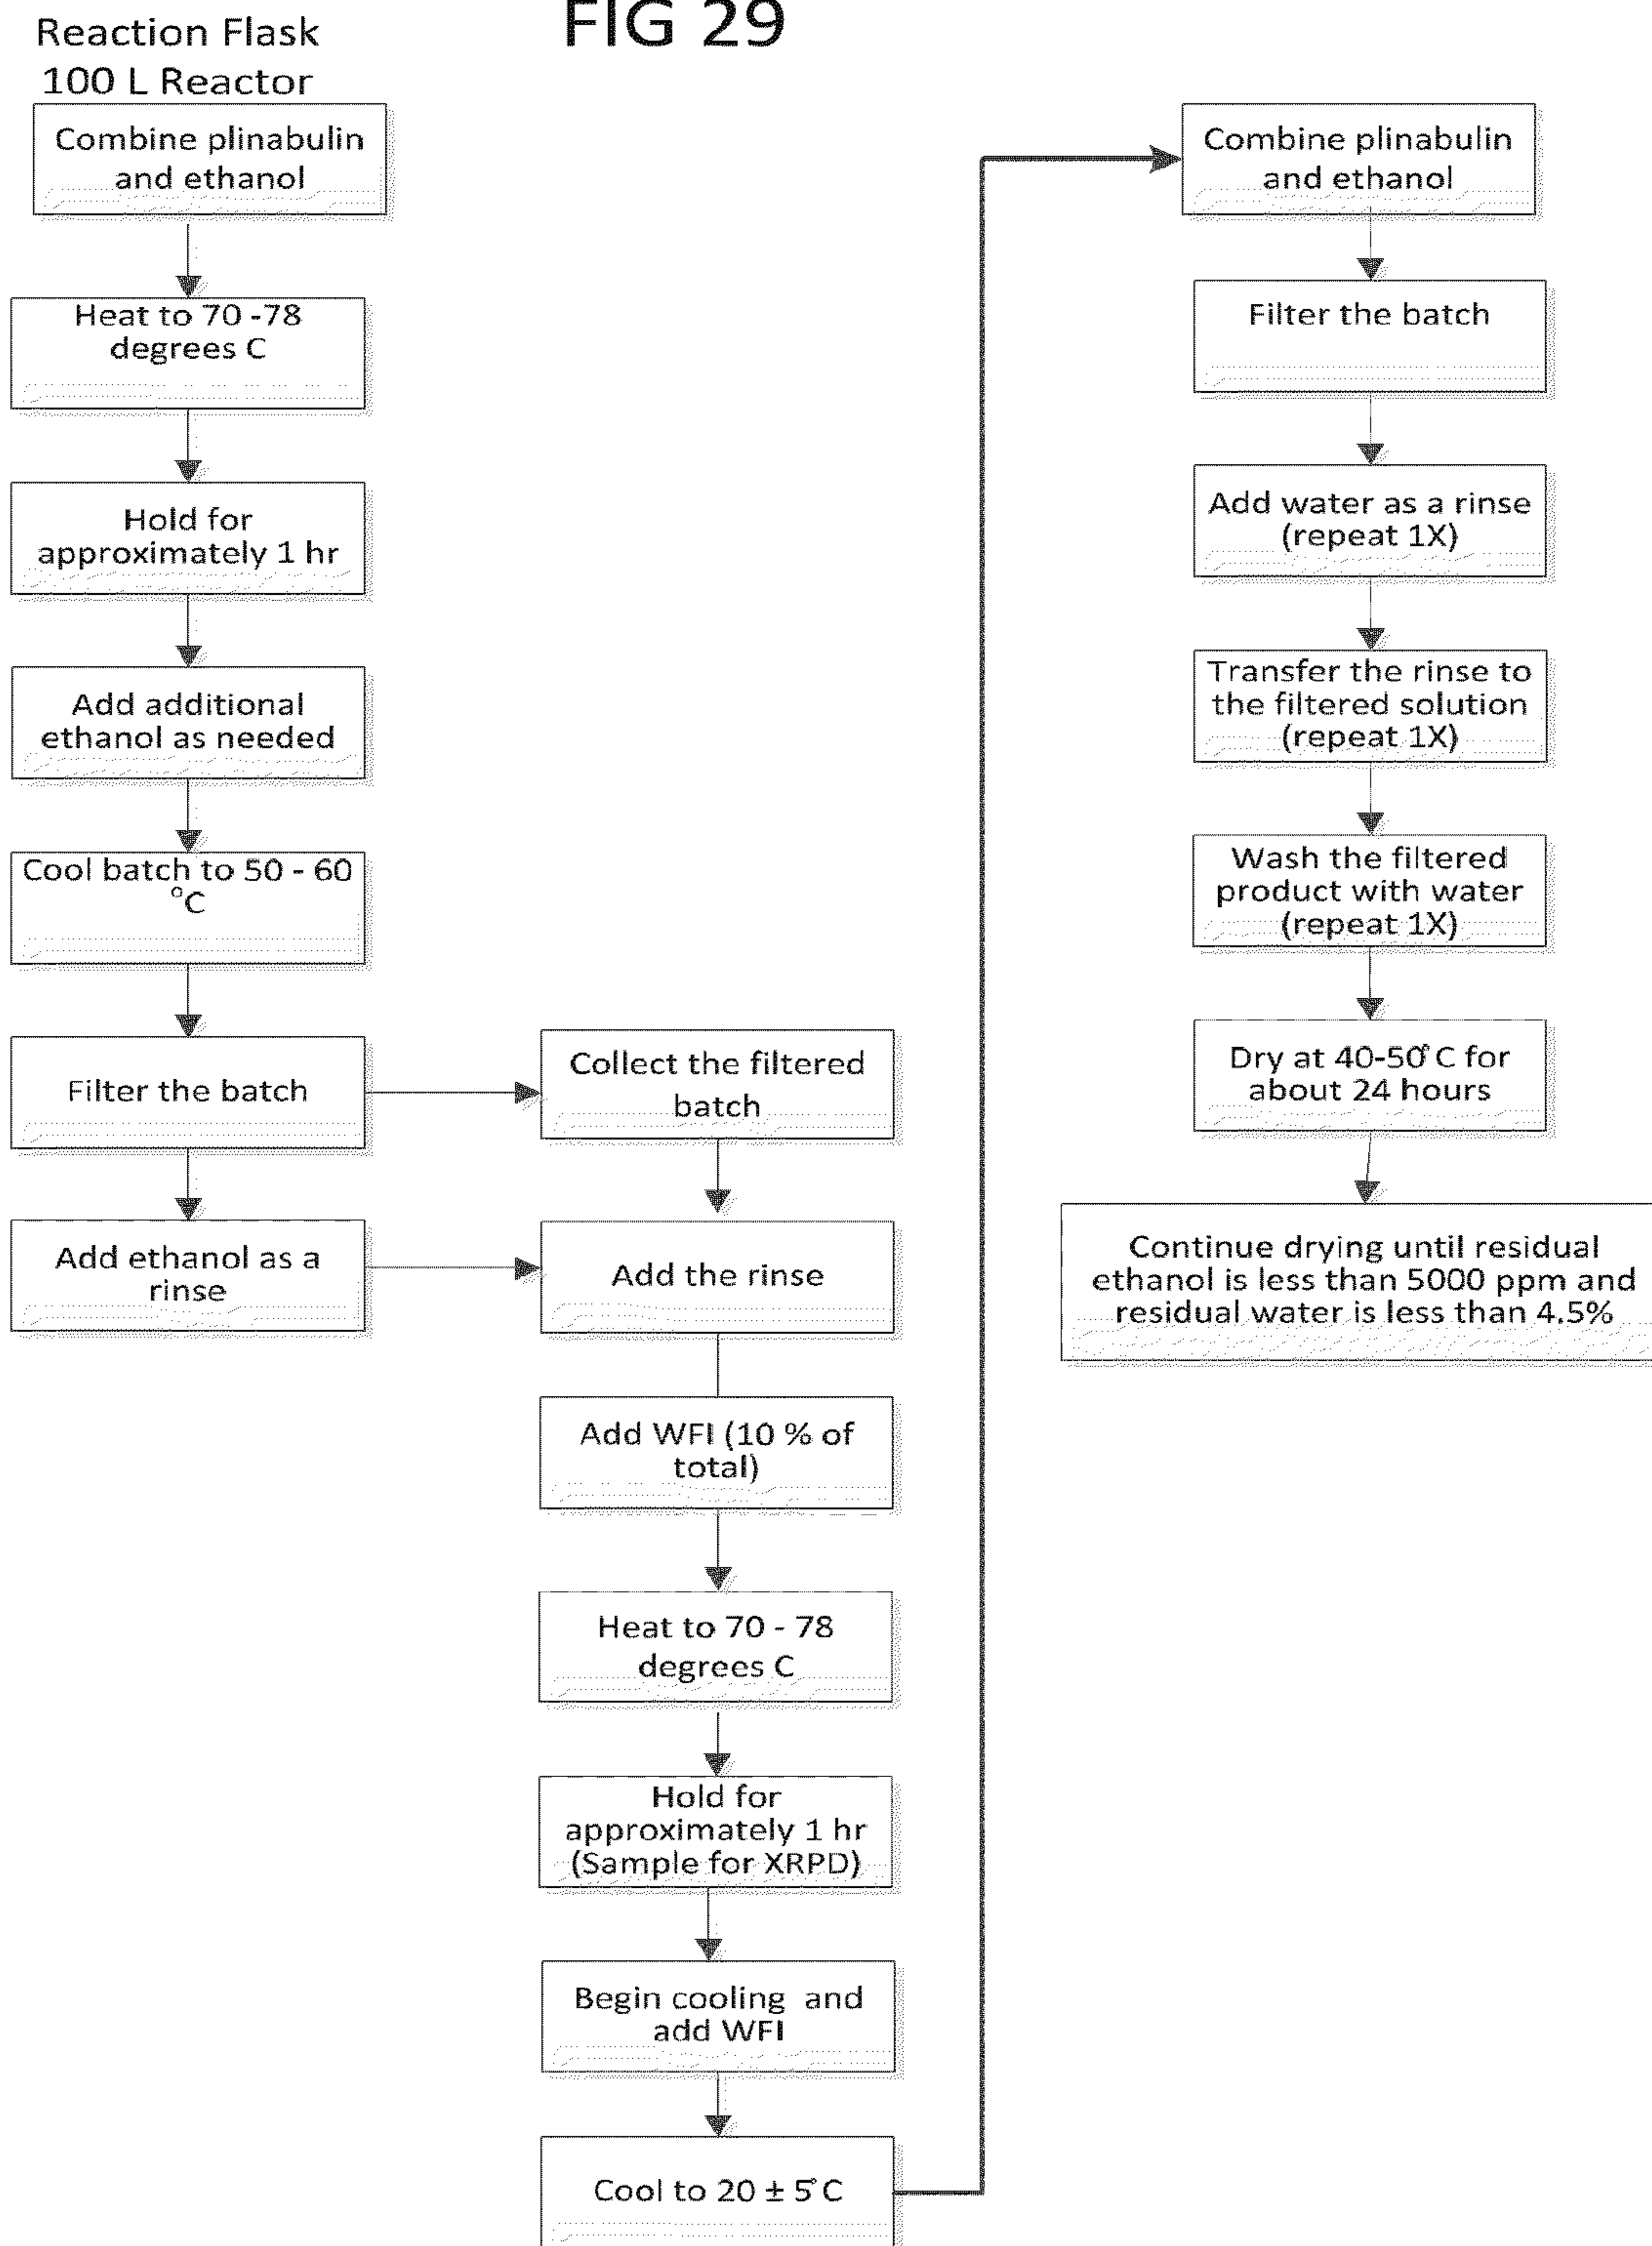 FIG 29
Reaction Flask
100 L Reactor
Combine plinabulin
and ethanol
Heat to 70 -78
degrees C
Hold for
approximately 1 hr
Add additional
ethanol as needed
Cool batch to 50 - 60
°C
Filter the batch
Add ethanol as a
rinse
Collect the filtered
batch
Add the rinse
Add WFI (10 % of
total)
Heat to 70 - 78
degrees C
Hold for
approximately 1 hr
(Sample for XRPD)
Begin cooling and
add WFI
Cool to 20 ± 5°C
Combine plinabulin
and ethanol
Filter the batch
Add water as a rinse
(repeat 1X)
Transfer the rinse to
the filtered solution
(repeat 1X)
Wash the filtered
product with water
(repeat 1X)
Dry at 40-50°C for
about 24 hours
Continue drying until residual
ethanol is less than 5000 ppm and
residual water is less than 4.5%